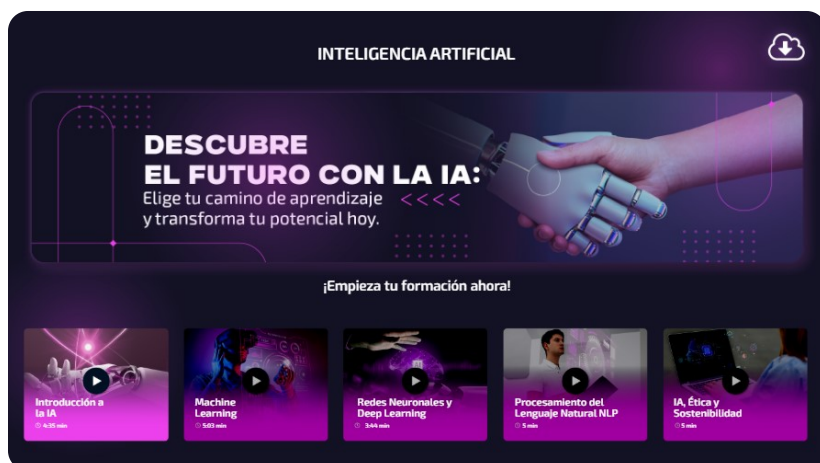 INTELIGENCIA ARTIFICIAL
DESCUBRE
EL FUTURO CON LA IA:
Elige tu camino de aprendizaje <<<<
y transforma tu potencial hoy.
¡Empieza tu formación ahora!
Introducción a
la IA
4:35 min
Machine
Learning
5:03 min
Redes Neuronales y
Deep Learning
3:44 min
Procesamiento del
Lenguaje Natural NLP
5 min
IA, Ética y
Sostenibilidad
5 min